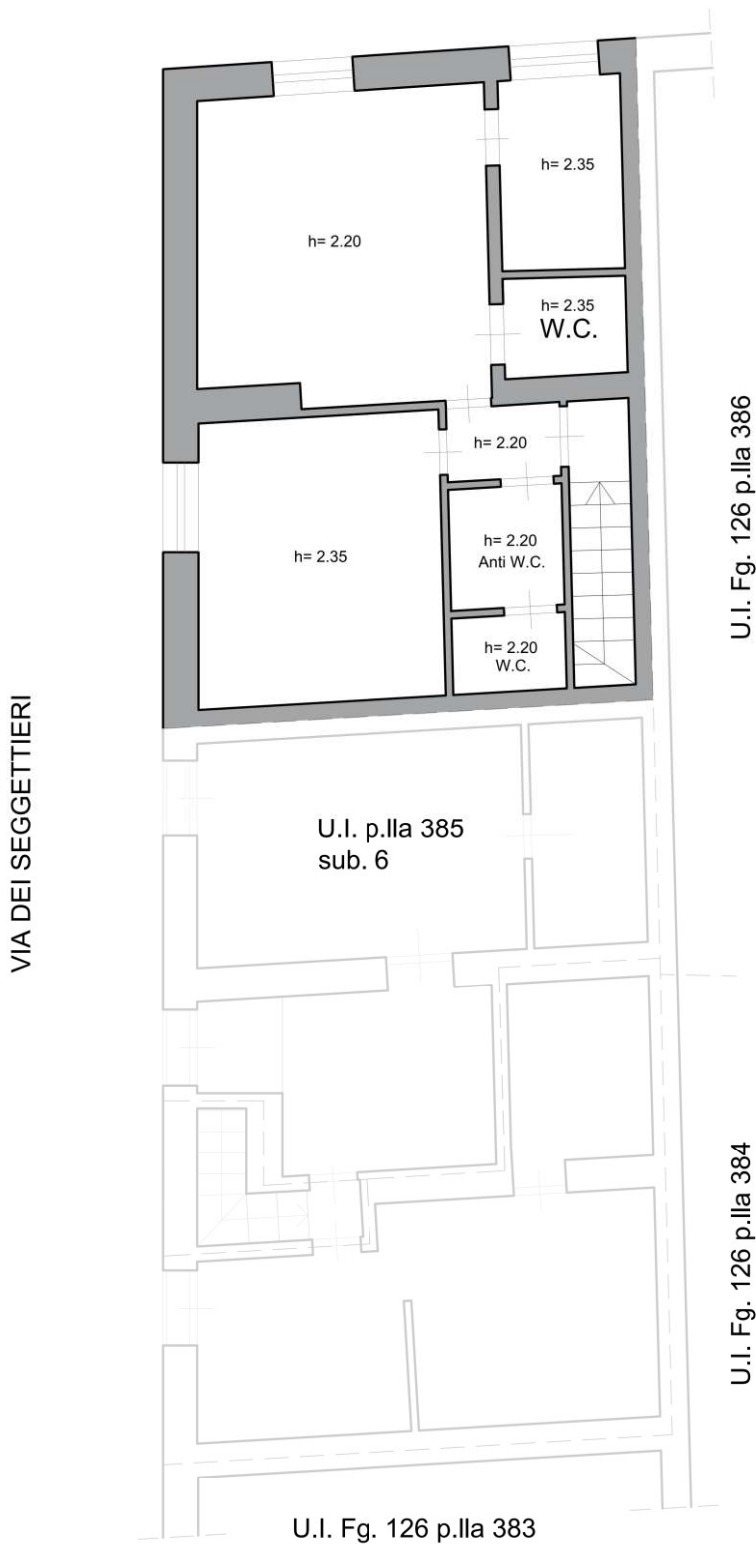 h= 2.35
h= 2.20
h= 2.35
W.C.
h= 2.20
h= 2.35
h= 2.20
Anti W.C.
h= 2.20
W.C.
U.I. Fg. 126 p.lla 386
VIA DEI SEGGETTIERI
U.I. p.lla 385
sub. 6
U.I. Fg. 126 p.lla 384
U.I. Fg. 126 p.lla 383